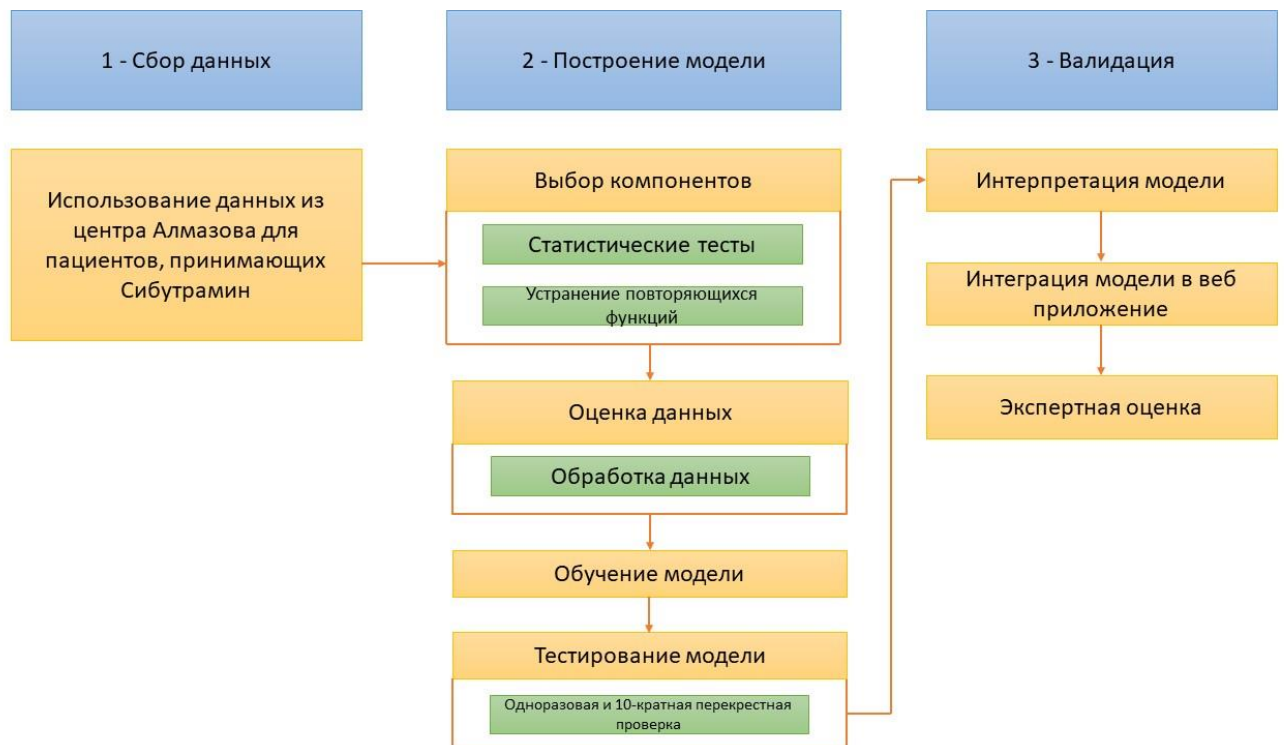 1 - Сбор данных
2 - Построение модели
3 - Валидация
Использование данных из
центра Алмазова для
пациентов, принимающих
Сибутрамин
Выбор компонентов
Статистические тесты
Устранение повторяющихся
функций
Оценка данных
Обработка данных
Обучение модели
Тестирование модели
Одноразовая и 10-кратная перекрестная
проверка
Интерпретация модели
Интеграция модели в веб
приложение
Экспертная оценка